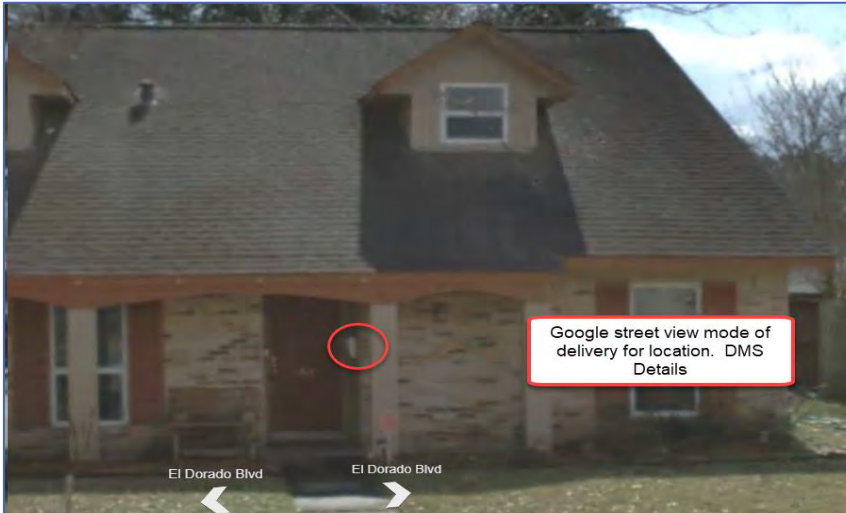 Google street view mode of
delivery for location. DMS
Details
El Dorado Blvd
El Dorado Blvd